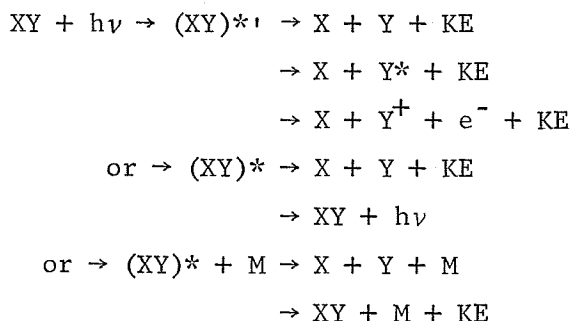 XY + hν → (XY)*' → X + Y + KE
→ X + Y* + KE
→ X + Y⁺ + e⁻ + KE
or → (XY)* → X + Y + KE
→ XY + hν
or → (XY)* + M → X + Y + M
→ XY + M + KE